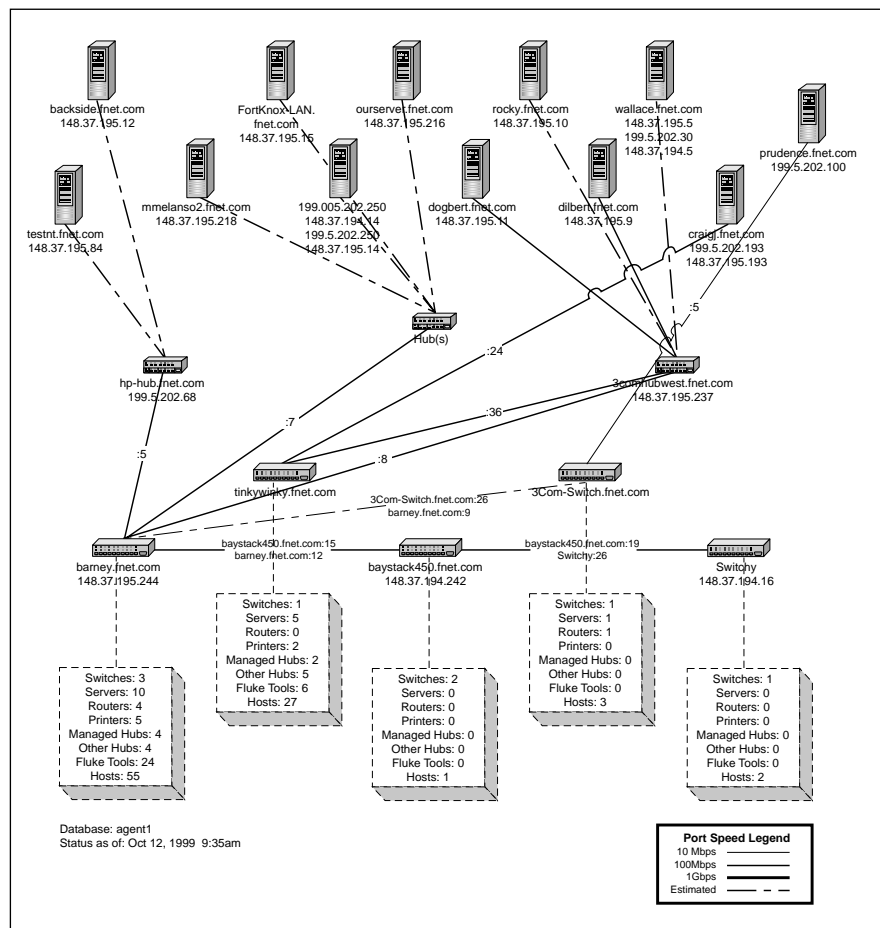 backside.fnet.com
148.37.195.12
FortKnox-LAN.
fnet.com
148.37.195.15
ourserver.fnet.com
148.37.195.216
rocky.fnet.com
148.37.195.10
wallace.fnet.com
148.37.195.5
199.5.202.30
148.37.194.5
prudence.fnet.com
199.5.202.100
testnt.fnet.com
148.37.195.84
mmelanso2.fnet.com
148.37.195.218
199.005.202.250
148.37.194.14
199.5.202.250
148.37.195.14
dogbert.fnet.com
148.37.195.11
dilbert.fnet.com
148.37.195.9
craigj.fnet.com
199.5.202.193
148.37.195.193
:5
Hub(s)
:24
hp-hub.fnet.com
199.5.202.68
3comhubwest.fnet.com
148.37.195.237
:36
:7
:5
:8
tinkywinky.fnet.com
3Com-Switch.fnet.com
3Com-Switch.fnet.com:26
barney.fnet.com:9
baystack450.fnet.com:15
barney.fnet.com:12
baystack450.fnet.com:19
Switchy:26
barney.fnet.com
148.37.195.244
baystack450.fnet.com
148.37.194.242
Switchy
148.37.194.16
Switches: 3
Servers: 10
Routers: 4
Printers: 5
Managed Hubs: 4
Other Hubs: 4
Fluke Tools: 24
Hosts: 55
Switches: 1
Servers: 5
Routers: 0
Printers: 2
Managed Hubs: 2
Other Hubs: 5
Fluke Tools: 6
Hosts: 27
Switches: 2
Servers: 0
Routers: 0
Printers: 0
Managed Hubs: 0
Other Hubs: 0
Fluke Tools: 0
Hosts: 1
Switches: 1
Servers: 1
Routers: 1
Printers: 0
Managed Hubs: 0
Other Hubs: 0
Fluke Tools: 0
Hosts: 3
Switches: 1
Servers: 0
Routers: 0
Printers: 0
Managed Hubs: 0
Other Hubs: 0
Fluke Tools: 0
Hosts: 2
Database: agent1
Status as of: Oct 12, 1999 9:35am
Port Speed Legend
10 Mbps
100Mbps
1Gbps
Estimated